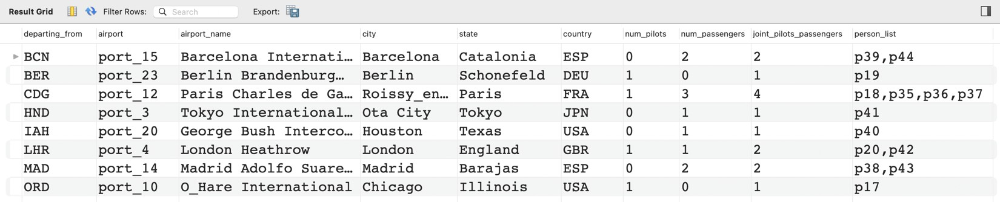 Result Grid Filter Rows: Search Export:
departing_from airport airport_name city state country num_pilots num_passengers joint_pilots_passengers person_list
BCN port_15 Barcelona Internati... Barcelona Catalonia ESP 0 2 2 p39,p44
BER port_23 Berlin Brandenburg... Berlin Schonefeld DEU 1 0 1 p19
CDG port_12 Paris Charles de Ga... Roissy_en... Paris FRA 1 3 4 p18,p35,p36,p37
HND port_3 Tokyo International... Ota City Tokyo JPN 0 1 1 p41
IAH port_20 George Bush Interco... Houston Texas USA 0 1 1 p40
LHR port_4 London Heathrow London England GBR 1 1 2 p20,p42
MAD port_14 Madrid Adolfo Suare... Madrid Barajas ESP 0 2 2 p38,p43
ORD port_10 O_Hare International Chicago Illinois USA 1 0 1 p17